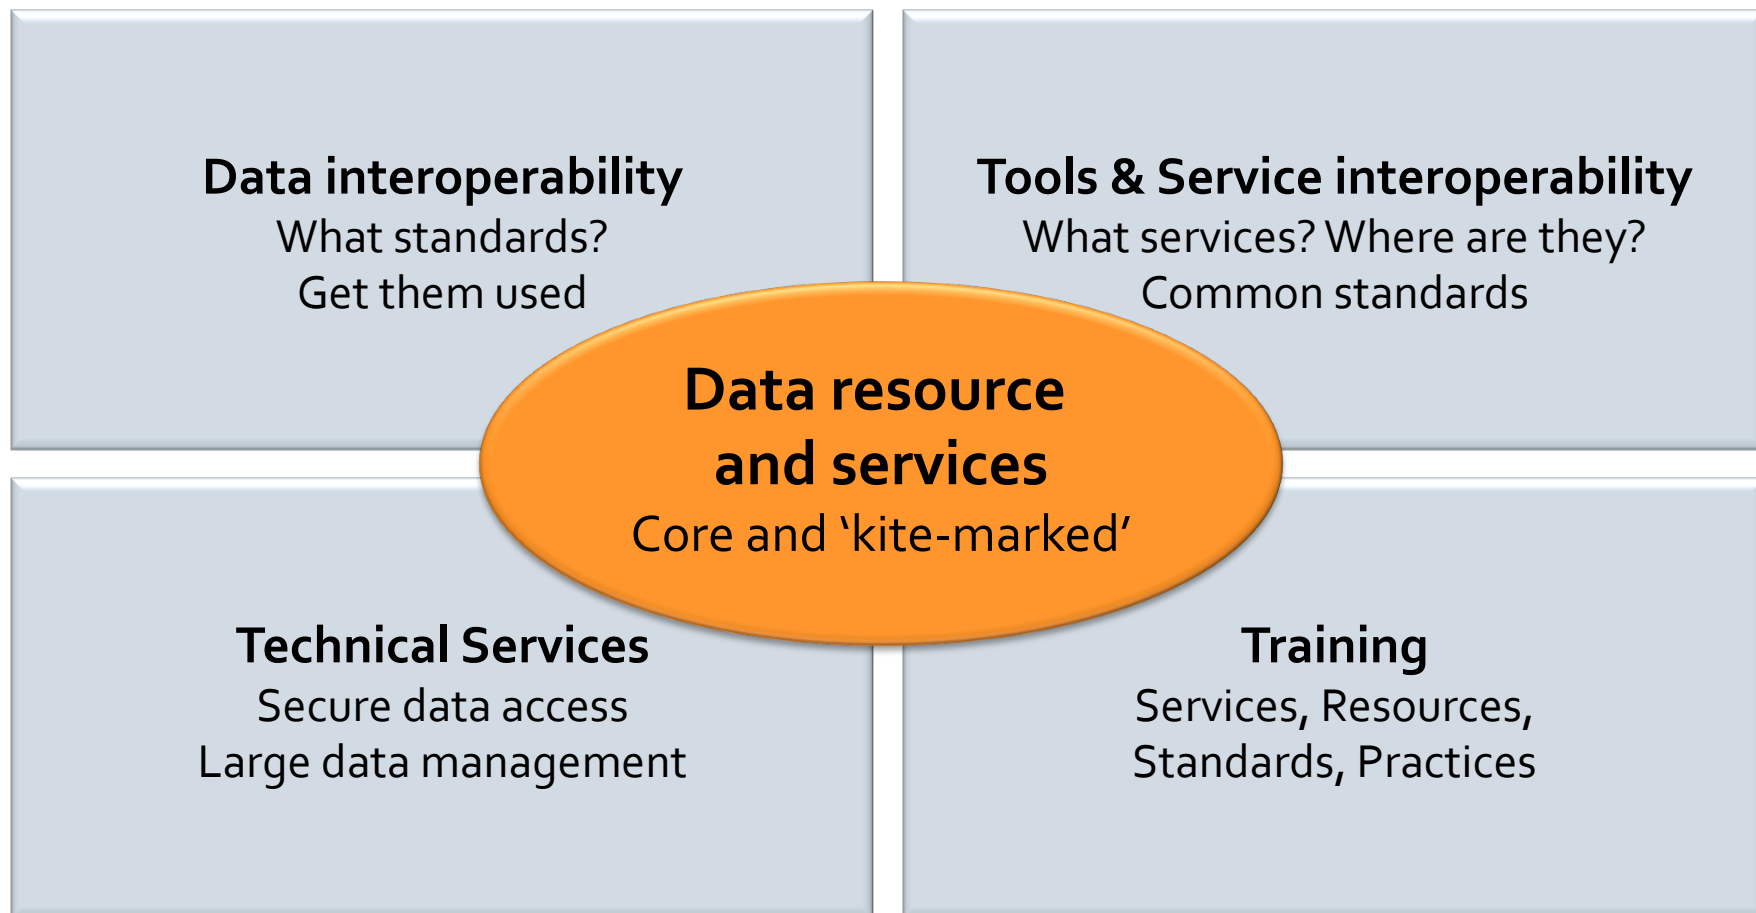 Data interoperability
What standards?
Get them used
Tools & Service interoperability
What services? Where are they?
Common standards
Data resource
and services
Core and ‘kite-marked’
Technical Services
Secure data access
Large data management
Training
Services, Resources,
Standards, Practices